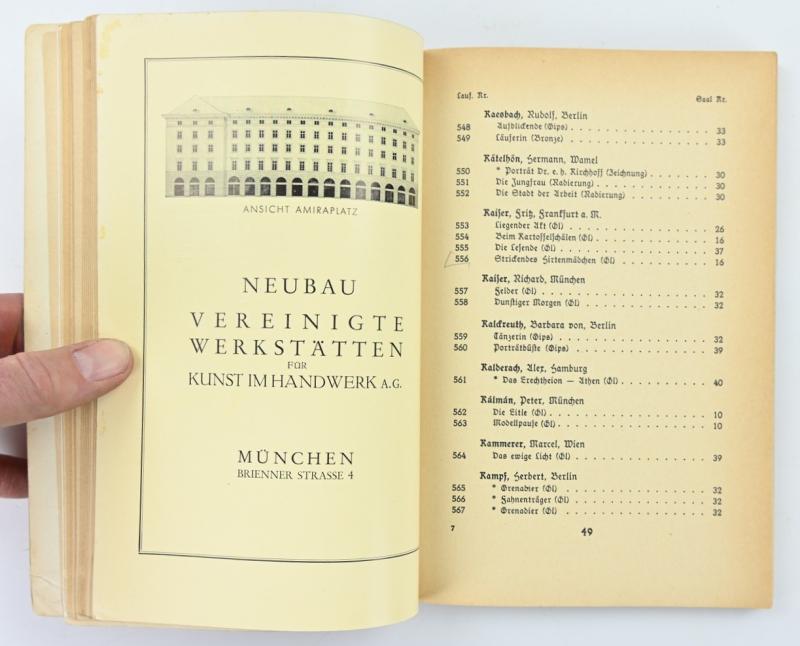 ANSICHT AMIRAPLATZ
NEUBAU
VEREINIGTE
WERKSTÄTTEN
FÜR
KUNST IM HANDWERK A.G.
MÜNCHEN
BRIENNER STRASSE 4
Lauf. Nr. Saal Nr.
Kaesbach, Rudolf, Berlin
548 Aufblickende (Gips) . . . . . . . . . . . . . . 33
549 Läuferin (Bronze) . . . . . . . . . . . . . . 33
Kätelhön, Hermann, Wamel
550 * Porträt Dr. e. h. Kirchhoff (Zeichnung) . . . . . . 30
551 Die Jungfrau (Radierung) . . . . . . . . . . . . 30
552 Die Stadt der Arbeit (Radierung) . . . . . . . . . 30
Kaiser, Fritz, Frankfurt a. M.
553 Liegender Akt (Öl) . . . . . . . . . . . . . . 26
554 Beim Kartoffelschälen (Öl) . . . . . . . . . . . . 16
555 Die Lesende (Öl) . . . . . . . . . . . . . . 37
556 Strickendes Hirtenmädchen (Öl) . . . . . . . . . . 16
Kaiser, Richard, München
557 Felder (Öl) . . . . . . . . . . . . . . . . 32
558 Dunstiger Morgen (Öl) . . . . . . . . . . . . . 32
Kalckreuth, Barbara von, Berlin
559 Tänzerin (Gips) . . . . . . . . . . . . . . . 32
560 Porträtbüste (Gips) . . . . . . . . . . . . . . 39
Kalderach, Alex, Hamburg
561 * Das Erechtheion — Athen (Öl) . . . . . . . . . . 40
Kálmán, Peter, München
562 Die Eitle (Öl) . . . . . . . . . . . . . . . 10
563 Modellpause (Öl) . . . . . . . . . . . . . . . 10
Kammerer, Marcel, Wien
564 Das ewige Licht (Öl) . . . . . . . . . . . . . 39
Kampf, Herbert, Berlin
565 * Grenadier (Öl) . . . . . . . . . . . . . . . 32
566 * Fahnenträger (Öl) . . . . . . . . . . . . . . 32
567 * Grenadier (Öl) . . . . . . . . . . . . . . . 32
7 49